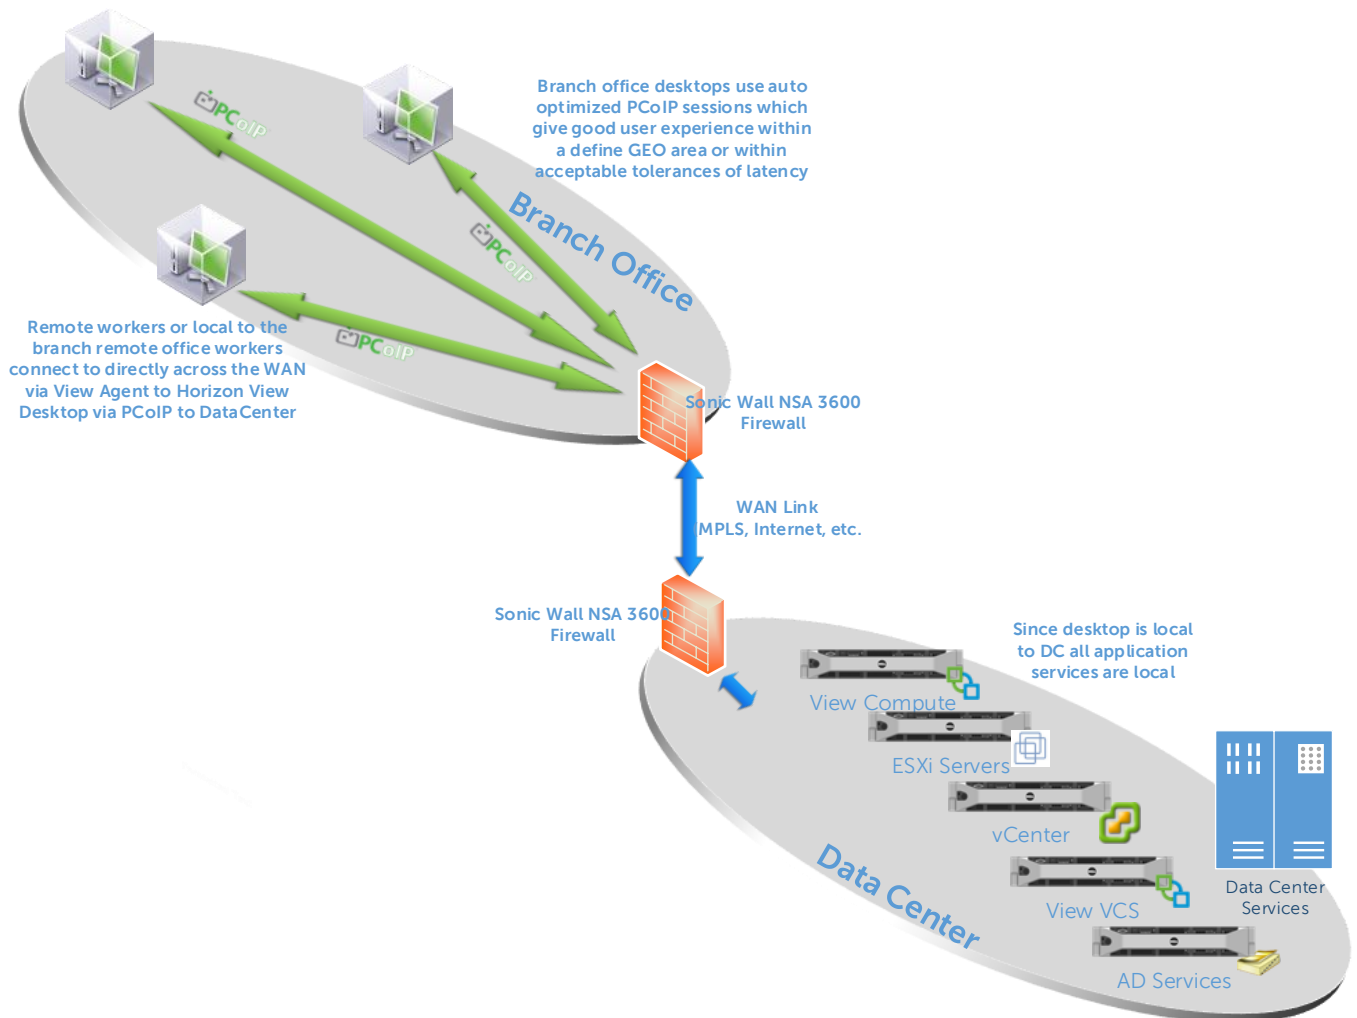 Branch office desktops use auto
optimized PCoIP sessions which
give good user experience within
a define GEO area or within
acceptable tolerances of latency
PCoIP
PCoIP
PCoIP
Branch Office
Remote workers or local to the
branch remote office workers
connect to directly across the WAN
via View Agent to Horizon View
Desktop via PCoIP to DataCenter
Sonic Wall NSA 3600
Firewall
WAN Link
(MPLS, Internet, etc.
Sonic Wall NSA 3600
Firewall
Since desktop is local
to DC all application
services are local
View Compute
ESXi Servers
vCenter
View VCS
AD Services
Data Center
Data Center
Services